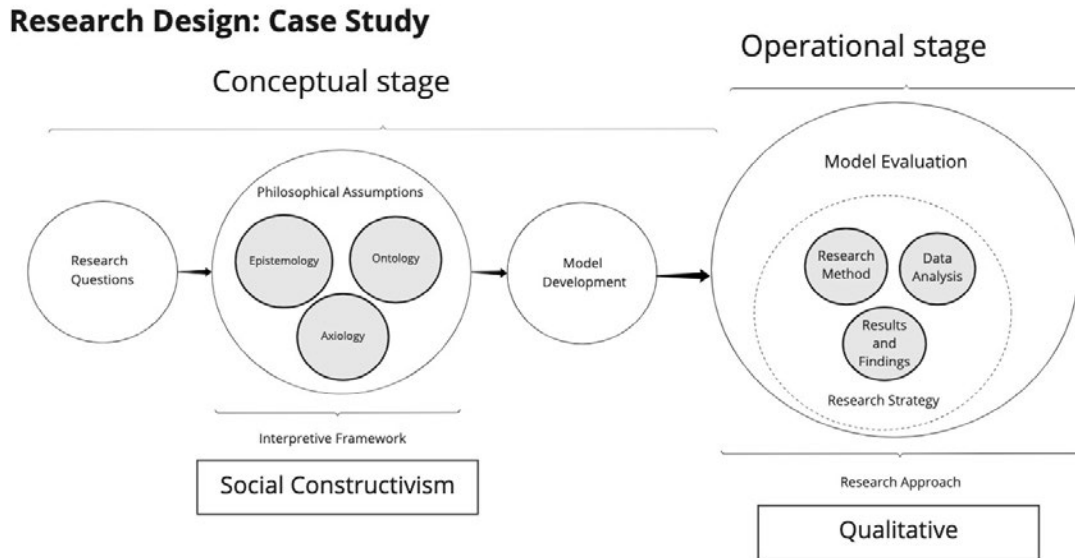 Research Design: Case Study
Conceptual stage
Operational stage
Research
Questions
Philosophical Assumptions
Epistemology
Ontology
Axiology
Interpretive Framework
Social Constructivism
Model
Development
Model Evaluation
Research
Method
Data
Analysis
Results
and
Findings
Research Strategy
Research Approach
Qualitative